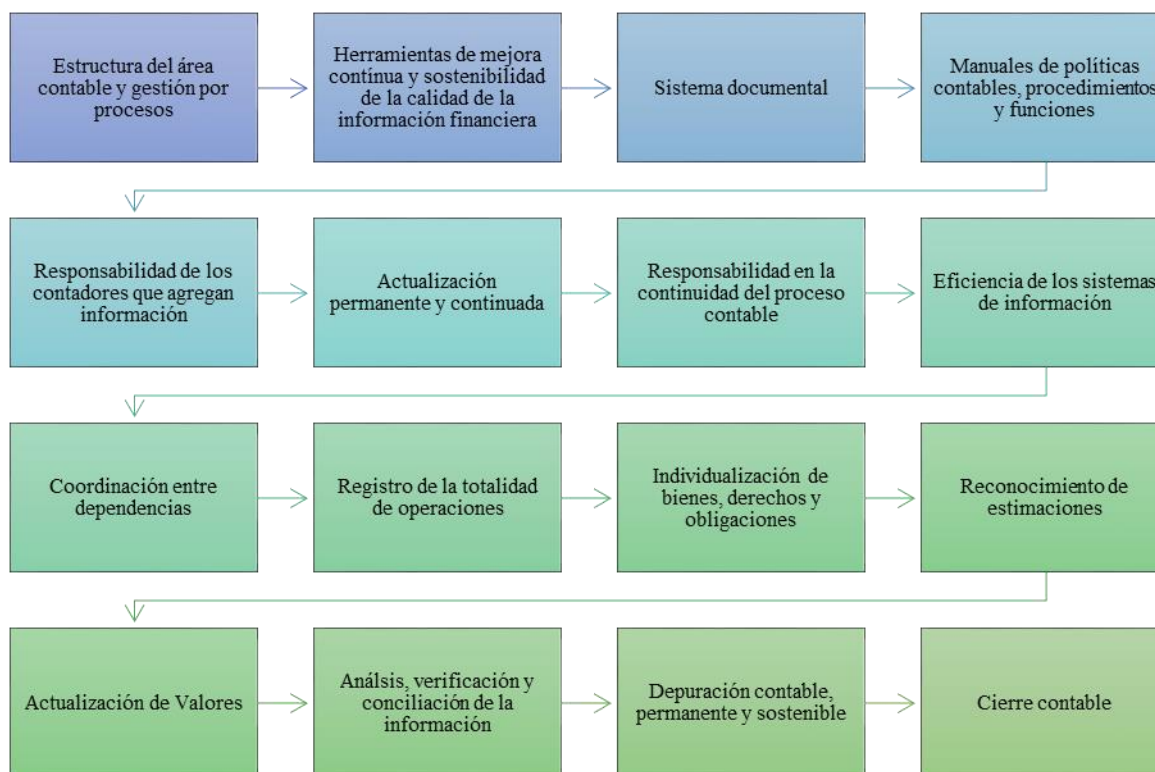 Estructura del área
contable y gestión por
procesos
Herramientas de mejora
contínua y sostenibilidad
de la calidad de la
información financiera
Sistema documental
Manuales de políticas
contables, procedimientos
y funciones
Responsabilidad de los
contadores que agregan
información
Actualización
permanente y continuada
Responsabilidad en la
continuidad del proceso
contable
Eficiencia de los sistemas
de información
Coordinación entre
dependencias
Registro de la totalidad
de operaciones
Individualización de
bienes, derechos y
obligaciones
Reconocimiento de
estimaciones
Actualización de Valores
Análsis, verificación y
conciliación de la
información
Depuración contable,
permanente y sostenible
Cierre contable